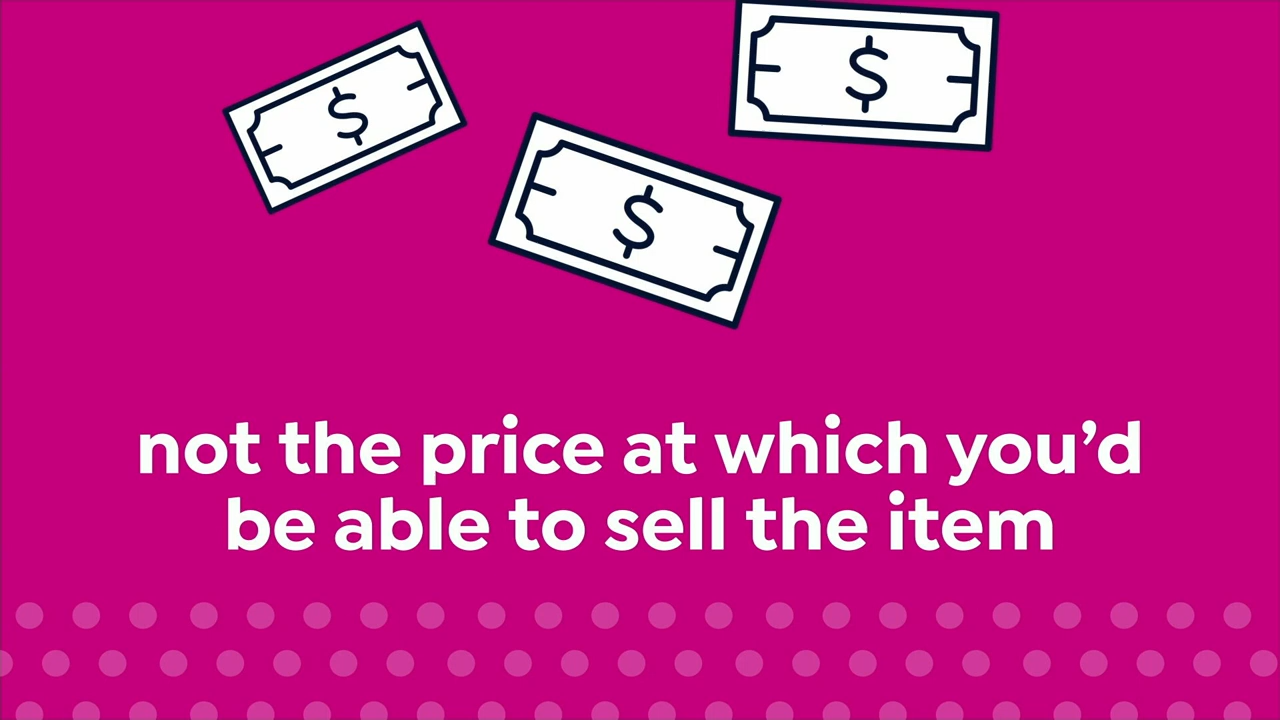 $
$
$
not the price at which you’d
be able to sell the item